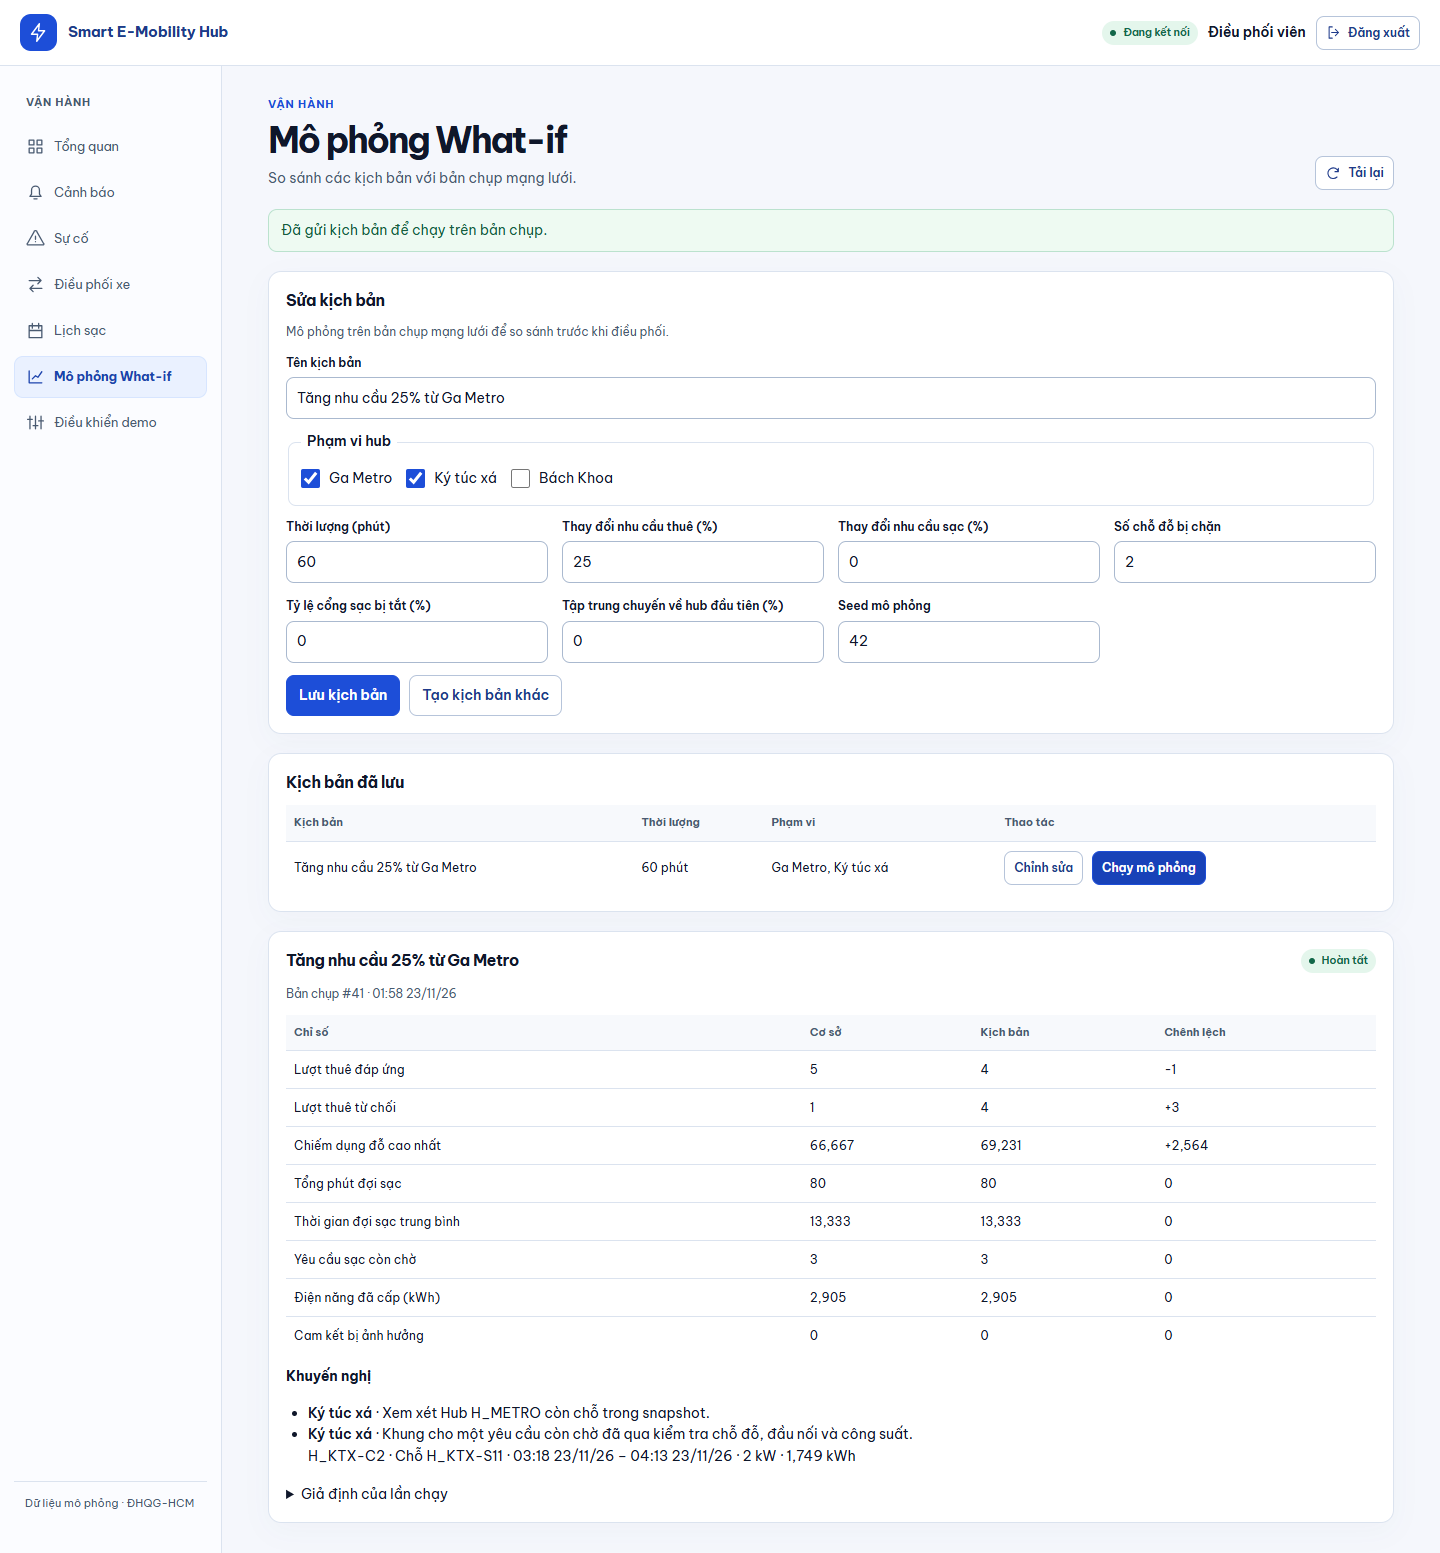 Smart E-Mobility Hub
Đang kết nối
Điều phối viên
Đăng xuất
VẬN HÀNH
Tổng quan
Cảnh báo
Sự cố
Điều phối xe
Lịch sạc
Mô phỏng What-if
Điều khiển demo
Dữ liệu mô phỏng · ĐHQG-HCM
VẬN HÀNH
Mô phỏng What-if
So sánh các kịch bản với bản chụp mạng lưới.
Tải lại
Đã gửi kịch bản để chạy trên bản chụp.
Sửa kịch bản
Mô phỏng trên bản chụp mạng lưới để so sánh trước khi điều phối.
Tên kịch bản
Tăng nhu cầu 25% từ Ga Metro
Phạm vi hub
Ga Metro Ký túc xá Bách Khoa
Thời lượng (phút) Thay đổi nhu cầu thuê (%) Thay đổi nhu cầu sạc (%) Số chỗ đỗ bị chặn
60 25 0 2
Tỷ lệ cổng sạc bị tắt (%) Tập trung chuyến về hub đầu tiên (%) Seed mô phỏng
0 0 42
Lưu kịch bản Tạo kịch bản khác
Kịch bản đã lưu
Kịch bản Thời lượng Phạm vi Thao tác
Tăng nhu cầu 25% từ Ga Metro 60 phút Ga Metro, Ký túc xá Chỉnh sửa Chạy mô phỏng
Tăng nhu cầu 25% từ Ga Metro
Hoàn tất
Bản chụp #41 · 01:58 23/11/26
Chỉ số Cơ sở Kịch bản Chênh lệch
Lượt thuê đáp ứng 5 4 -1
Lượt thuê từ chối 1 4 +3
Chiếm dụng đỗ cao nhất 66,667 69,231 +2,564
Tổng phút đợi sạc 80 80 0
Thời gian đợi sạc trung bình 13,333 13,333 0
Yêu cầu sạc còn chờ 3 3 0
Điện năng đã cấp (kWh) 2,905 2,905 0
Cam kết bị ảnh hưởng 0 0 0
Khuyến nghị
Ký túc xá · Xem xét Hub H_METRO còn chỗ trong snapshot.
Ký túc xá · Khung cho một yêu cầu còn chờ đã qua kiểm tra chỗ đỗ, đầu nối và công suất.
H_KTX-C2 · Chỗ H_KTX-S11 · 03:18 23/11/26 – 04:13 23/11/26 · 2 kW · 1,749 kWh
Giả định của lần chạy